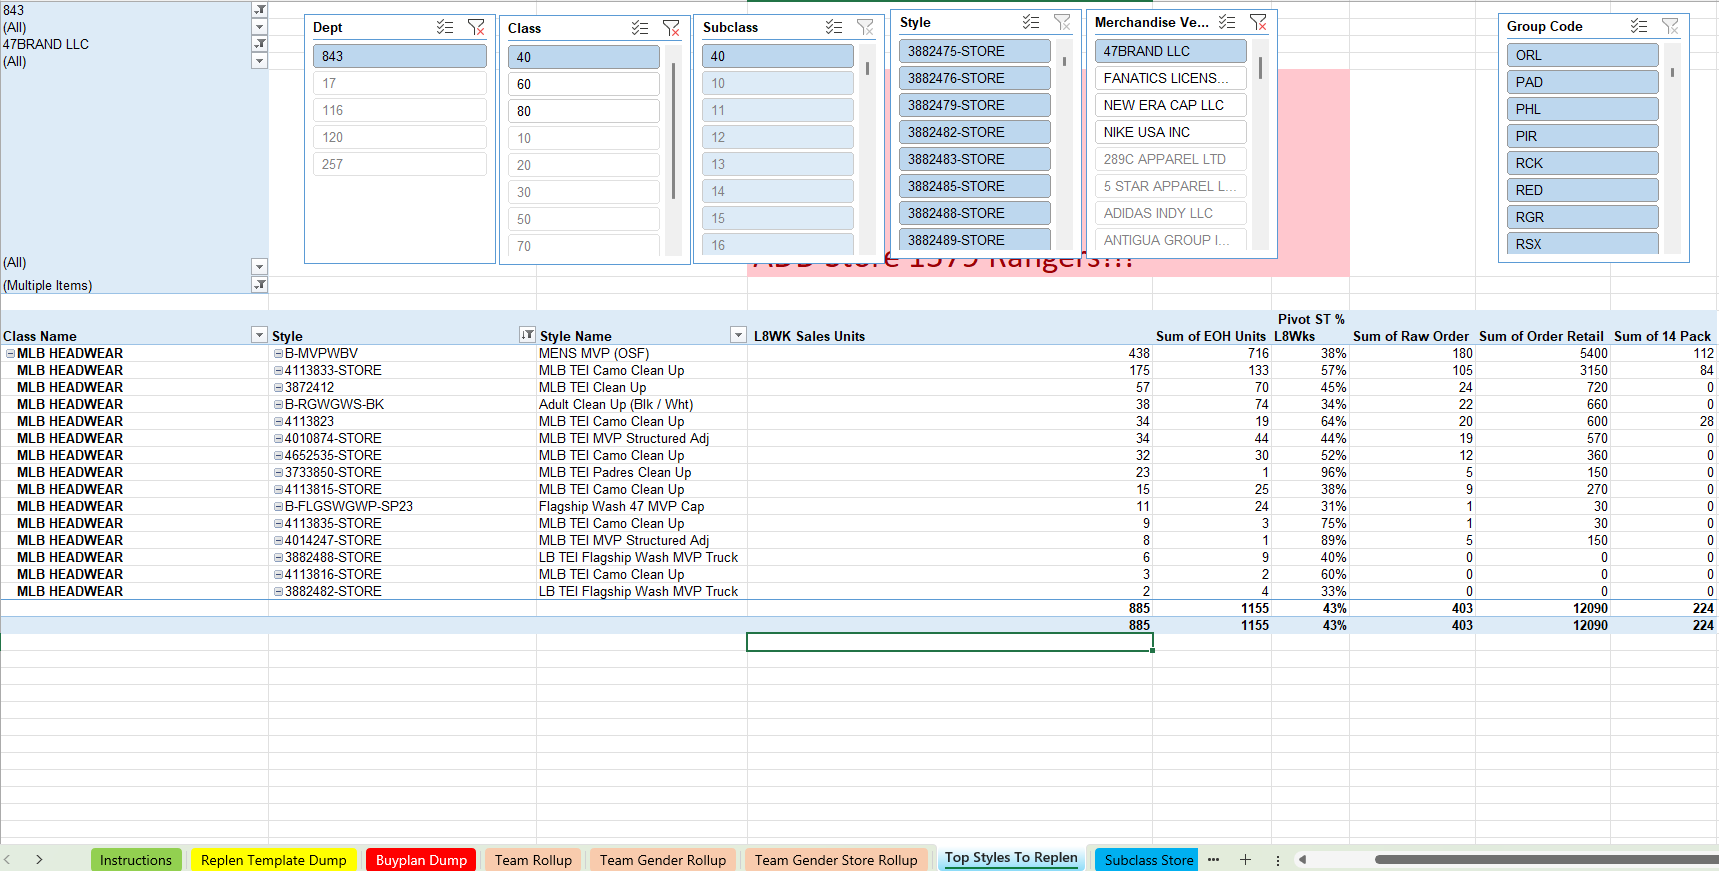 843
(All)
47BRAND LLC
(All)
(All)
(Multiple Items)
Dept
843
17
116
120
257
Class
40
60
80
10
20
30
50
70
Subclass
40
10
11
12
13
14
15
16
Style
3882475-STORE
3882476-STORE
3882479-STORE
3882482-STORE
3882483-STORE
3882485-STORE
3882488-STORE
3882489-STORE
Merchandise Ve...
47BRAND LLC
FANATICS LICENS...
NEW ERA CAP LLC
NIKE USA INC
289C APPAREL LTD
5 STAR APPAREL L...
ADIDAS INDY LLC
ANTIGUA GROUP I...
Group Code
ORL
PAD
PHL
PIR
RCK
RED
RGR
RSX
ADD Store 1579 Rangers!!!
Pivot ST %
Class Name Style Style Name L8WK Sales Units Sum of EOH Units L8Wks Sum of Raw Order Sum of Order Retail Sum of 14 Pack
MLB HEADWEAR B-MVPWBV MENS MVP (OSF) 438 716 38% 180 5400 112
MLB HEADWEAR 4113833-STORE MLB TEI Camo Clean Up 175 133 57% 105 3150 84
MLB HEADWEAR 3872412 MLB TEI Clean Up 57 70 45% 24 720 0
MLB HEADWEAR B-RGWGWS-BK Adult Clean Up (Blk / Wht) 38 74 34% 22 660 0
MLB HEADWEAR 4113823 MLB TEI Camo Clean Up 34 19 64% 20 600 28
MLB HEADWEAR 4010874-STORE MLB TEI MVP Structured Adj 34 44 44% 19 570 0
MLB HEADWEAR 4652535-STORE MLB TEI Camo Clean Up 32 30 52% 12 360 0
MLB HEADWEAR 3733850-STORE MLB TEI Padres Clean Up 23 1 96% 5 150 0
MLB HEADWEAR 4113815-STORE MLB TEI Camo Clean Up 15 25 38% 9 270 0
MLB HEADWEAR B-FLGSWGWP-SP23 Flagship Wash 47 MVP Cap 11 24 31% 1 30 0
MLB HEADWEAR 4113835-STORE MLB TEI Camo Clean Up 9 3 75% 1 30 0
MLB HEADWEAR 4014247-STORE MLB TEI MVP Structured Adj 8 1 89% 5 150 0
MLB HEADWEAR 3882488-STORE LB TEI Flagship Wash MVP Truck 6 9 40% 0 0 0
MLB HEADWEAR 4113816-STORE MLB TEI Camo Clean Up 3 2 60% 0 0 0
MLB HEADWEAR 3882482-STORE LB TEI Flagship Wash MVP Truck 2 4 33% 0 0 0
885 1155 43% 403 12090 224
885 1155 43% 403 12090 224
Instructions Replen Template Dump Buyplan Dump Team Rollup Team Gender Rollup Team Gender Store Rollup Top Styles To Replen Subclass Store